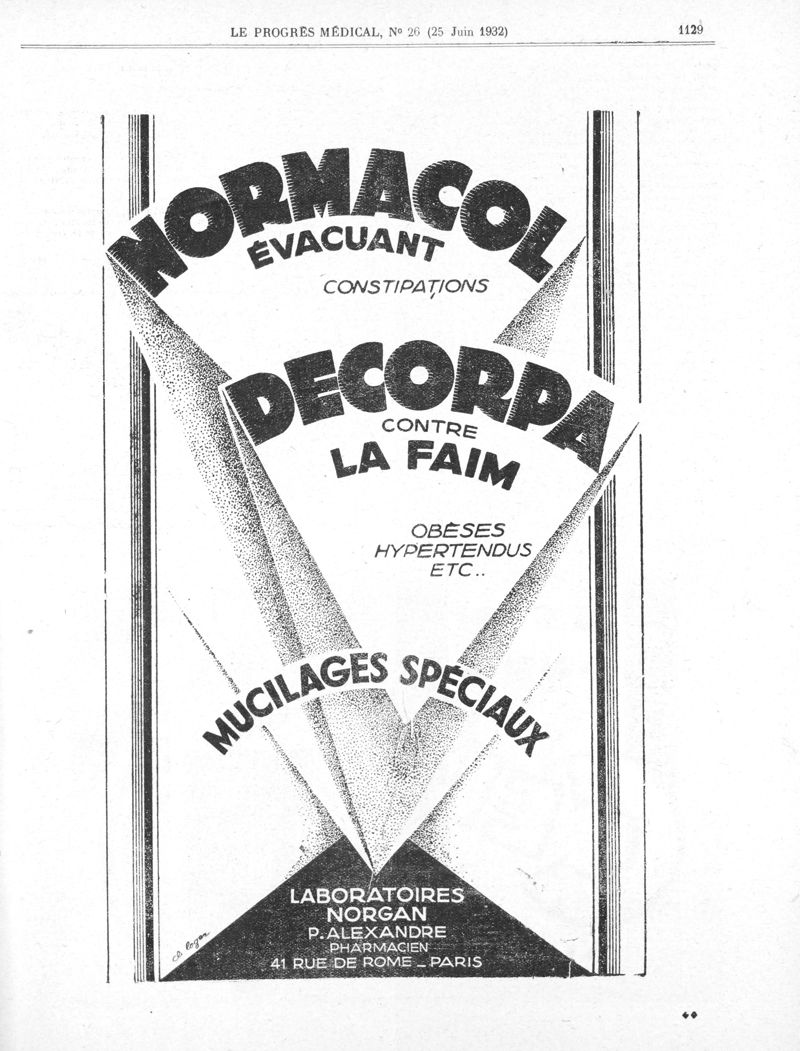 LE PROGRÈS MÉDICAL, No 26 (25 Juin 1932)
1129
NORMACOL
ÉVACUANT
CONSTIPATIONS
DECORPA
CONTRE
LA FAIM
OBÈSES
HYPERTENDUS
ETC..
MUCILAGES SPÉCIAUX
LABORATOIRES
NORGAN
P. ALEXANDRE
PHARMACIEN
41 RUE DE ROME _ PARIS